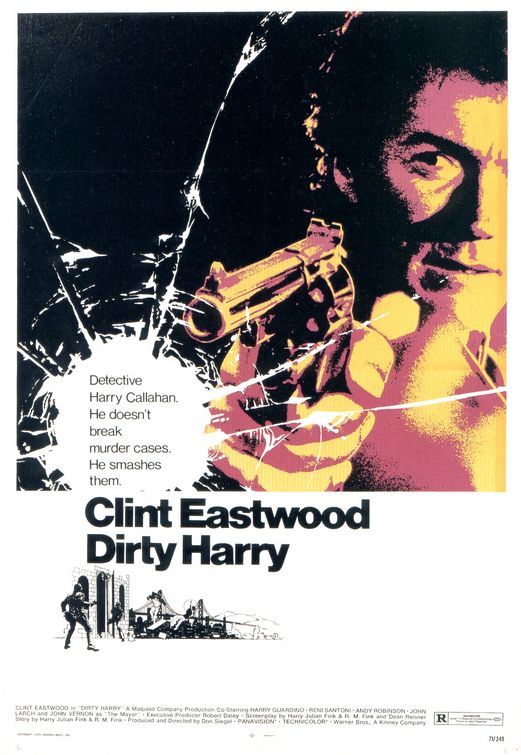 Detective
Harry Callahan.
He doesn't
break
murder cases.
He smashes
them.
Clint Eastwood
Dirty Harry
CLINT EASTWOOD in "DIRTY HARRY" A Malpaso Company Production Co-Starring HARRY GUARDINO • RENI SANTONI • ANDY ROBINSON • JOHN
LARCH and JOHN VERNON as "The Mayor" • Executive Producer Robert Daley • Screenplay by Harry Julian Fink & R. M. Fink and Dean Riesner
Story by Harry Julian Fink & R. M. Fink • Produced and Directed by Don Siegel • PANAVISION® • TECHNICOLOR® • Warner Bros., A Kinney Company
R
RESTRICTED
71/349